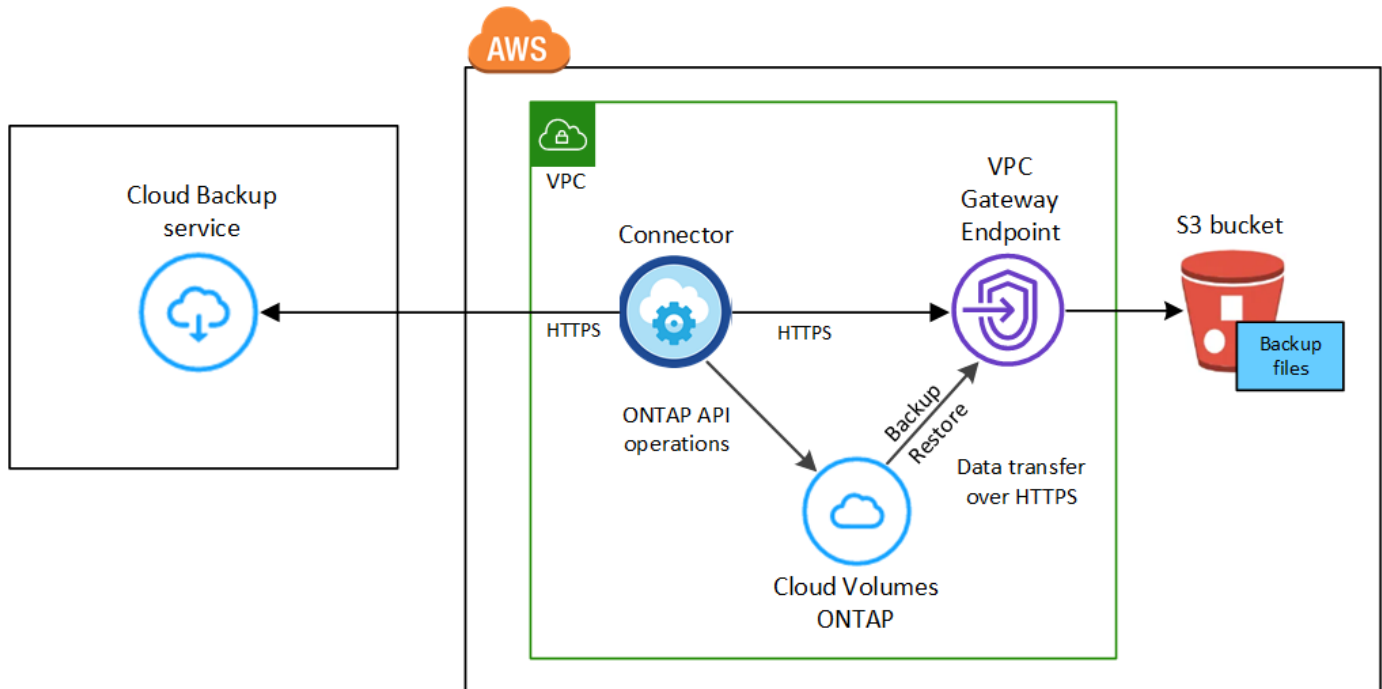 AWS
VPC
Cloud Backup
service
Connector
VPC
Gateway
Endpoint
S3 bucket
HTTPS
HTTPS
Backup
files
ONTAP API
operations
Backup
Restore
Data transfer
over HTTPS
Cloud Volumes
ONTAP